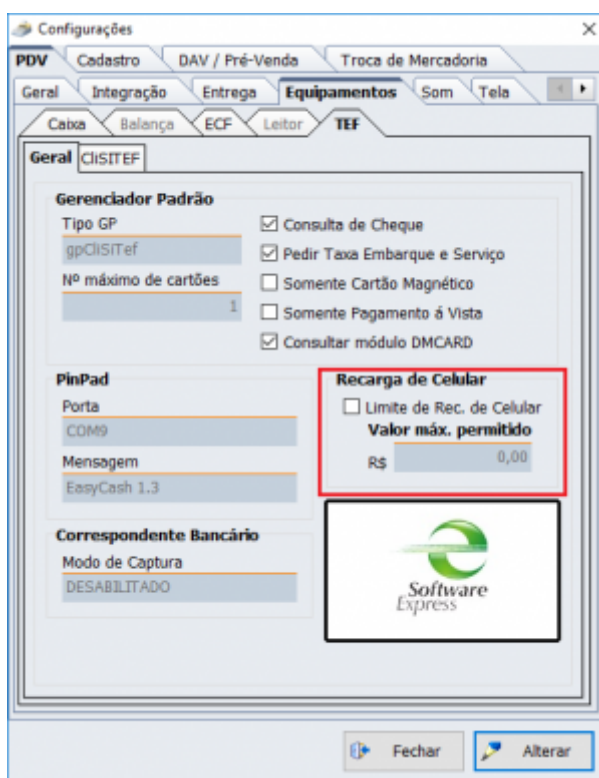 Configurações
PDV Cadastro DAV / Pré-Venda Troca de Mercadoria
Geral Integração Entrega Equipamentos Som Tela
Caixa Balança ECF Leitor TEF
Geral CliSITEF
Gerenciador Padrão
Tipo GP
gpCliSiTef
Nº máximo de cartões
1
Consulta de Cheque
Pedir Taxa Embarque e Serviço
Somente Cartão Magnético
Somente Pagamento á Vista
Consultar módulo DMCARD
PinPad
Porta
COM9
Mensagem
EasyCash 1.3
Recarga de Celular
Limite de Rec. de Celular
Valor máx. permitido
R$ 0,00
Correspondente Bancário
Modo de Captura
DESABILITADO
Software
Express
Fechar Alterar